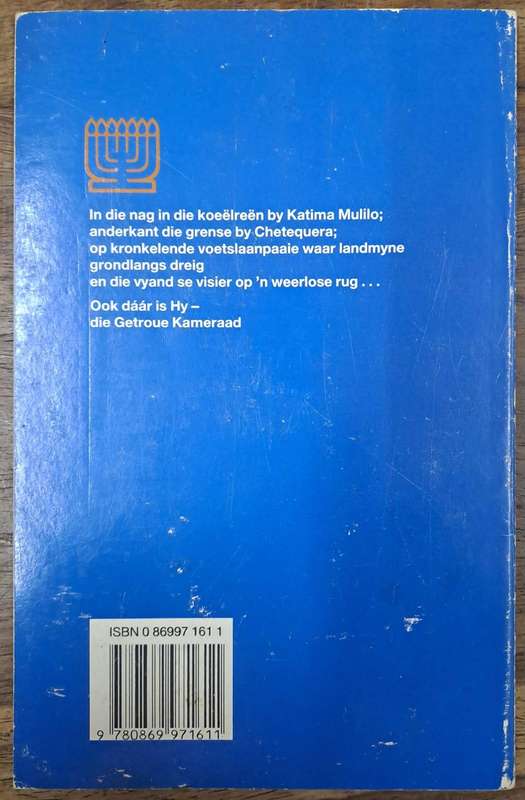 In die nag in die koeëlreën by Katima Mulilo;
anderkant die grense by Chetequera;
op kronkelende voetslaanpaaie waar landmyne
grondlangs dreig
en die vyand se visier op 'n weerlose rug . . .
Ook dáár is Hy –
die Getroue Kameraad
ISBN 0 86997 161 1
9 780869 971611